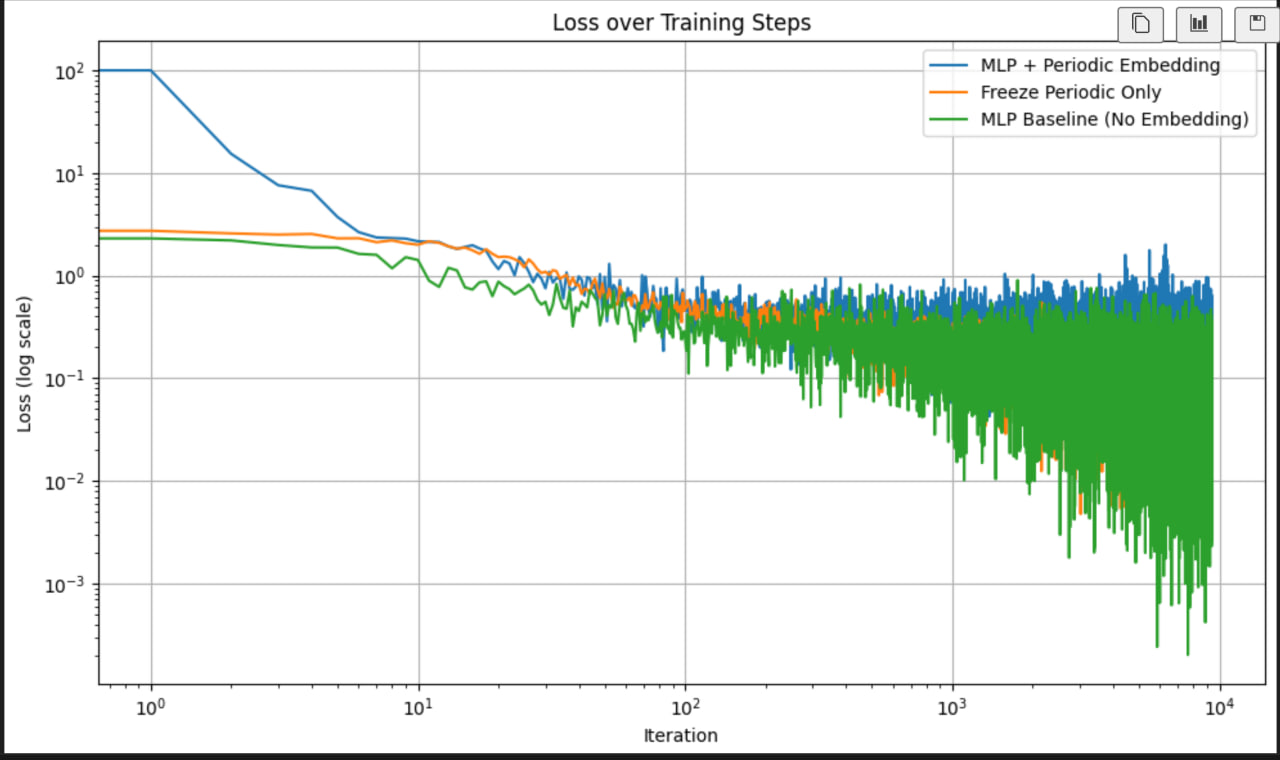 Loss over Training Steps
MLP + Periodic Embedding
Freeze Periodic Only
MLP Baseline (No Embedding)
Loss (log scale)
10²
10¹
10⁰
10⁻¹
10⁻²
10⁻³
10⁰
10¹
10²
10³
10⁴
Iteration